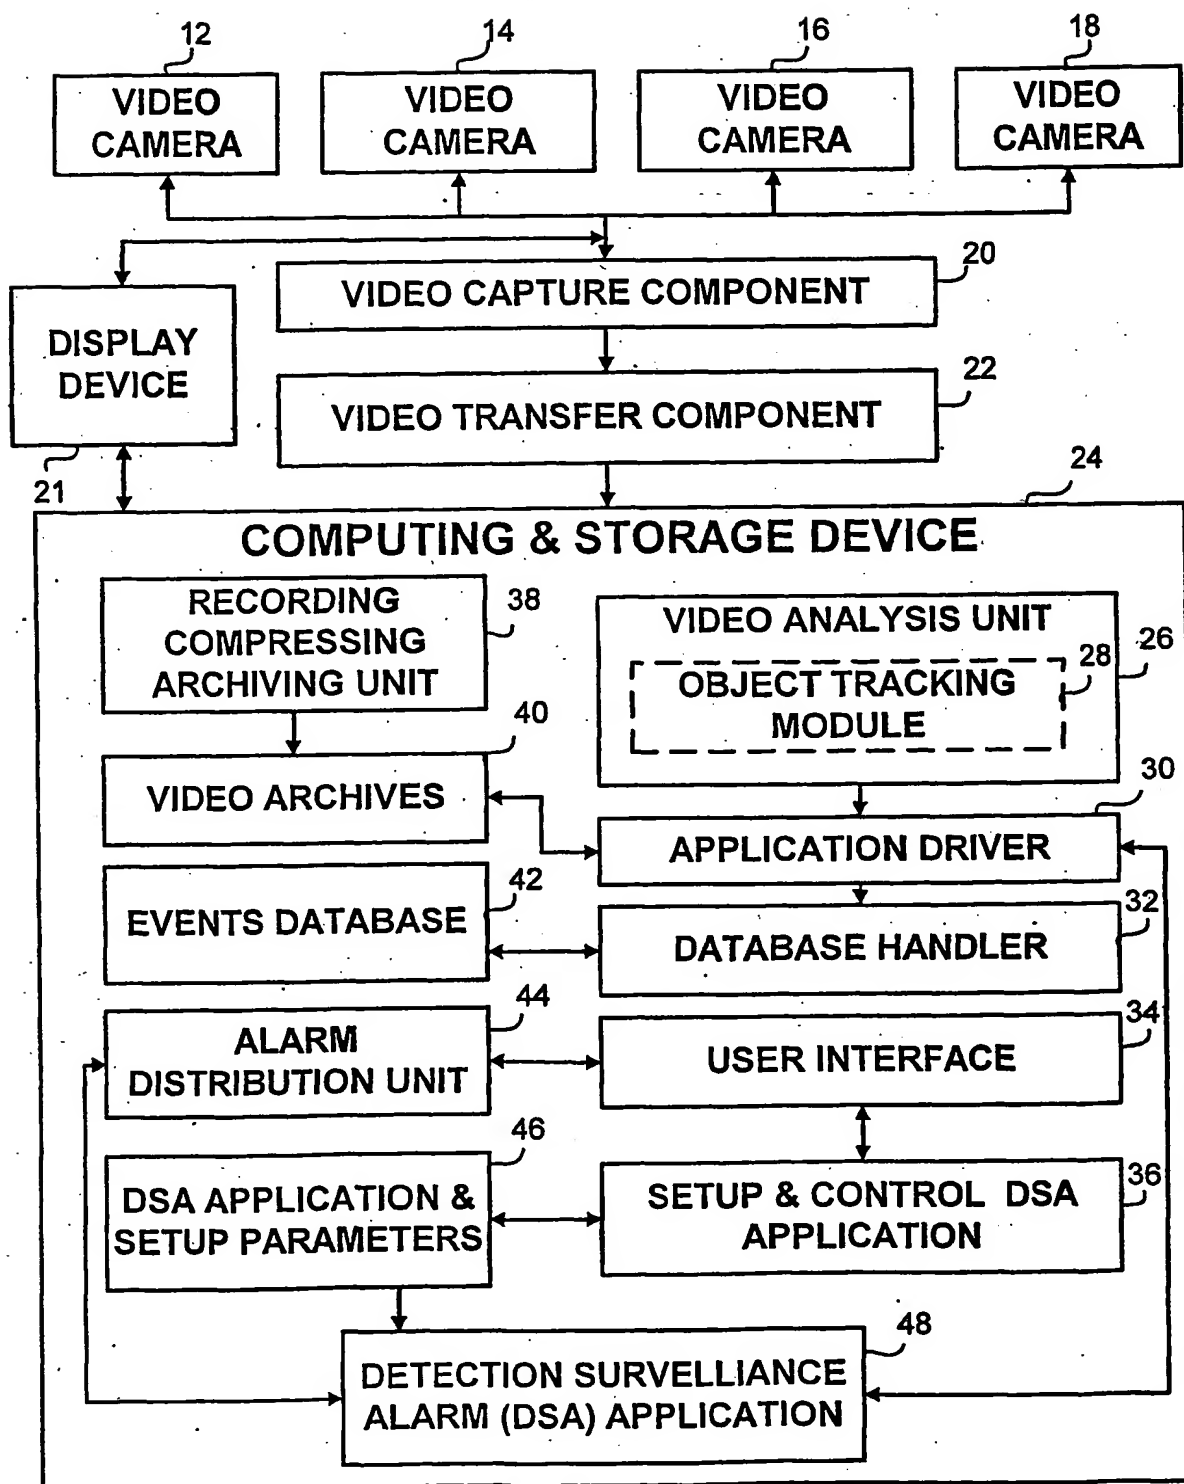 12
14
16
18
VIDEO
CAMERA
VIDEO
CAMERA
VIDEO
CAMERA
VIDEO
CAMERA
20
VIDEO CAPTURE COMPONENT
DISPLAY
DEVICE
21
22
VIDEO TRANSFER COMPONENT
24
COMPUTING & STORAGE DEVICE
RECORDING
COMPRESSING
ARCHIVING UNIT
38
VIDEO ANALYSIS UNIT
26
28
OBJECT TRACKING
MODULE
40
VIDEO ARCHIVES
30
APPLICATION DRIVER
42
EVENTS DATABASE
32
DATABASE HANDLER
44
ALARM
DISTRIBUTION UNIT
34
USER INTERFACE
46
DSA APPLICATION &
SETUP PARAMETERS
36
SETUP & CONTROL DSA
APPLICATION
48
DETECTION SURVELLIANCE
ALARM (DSA) APPLICATION